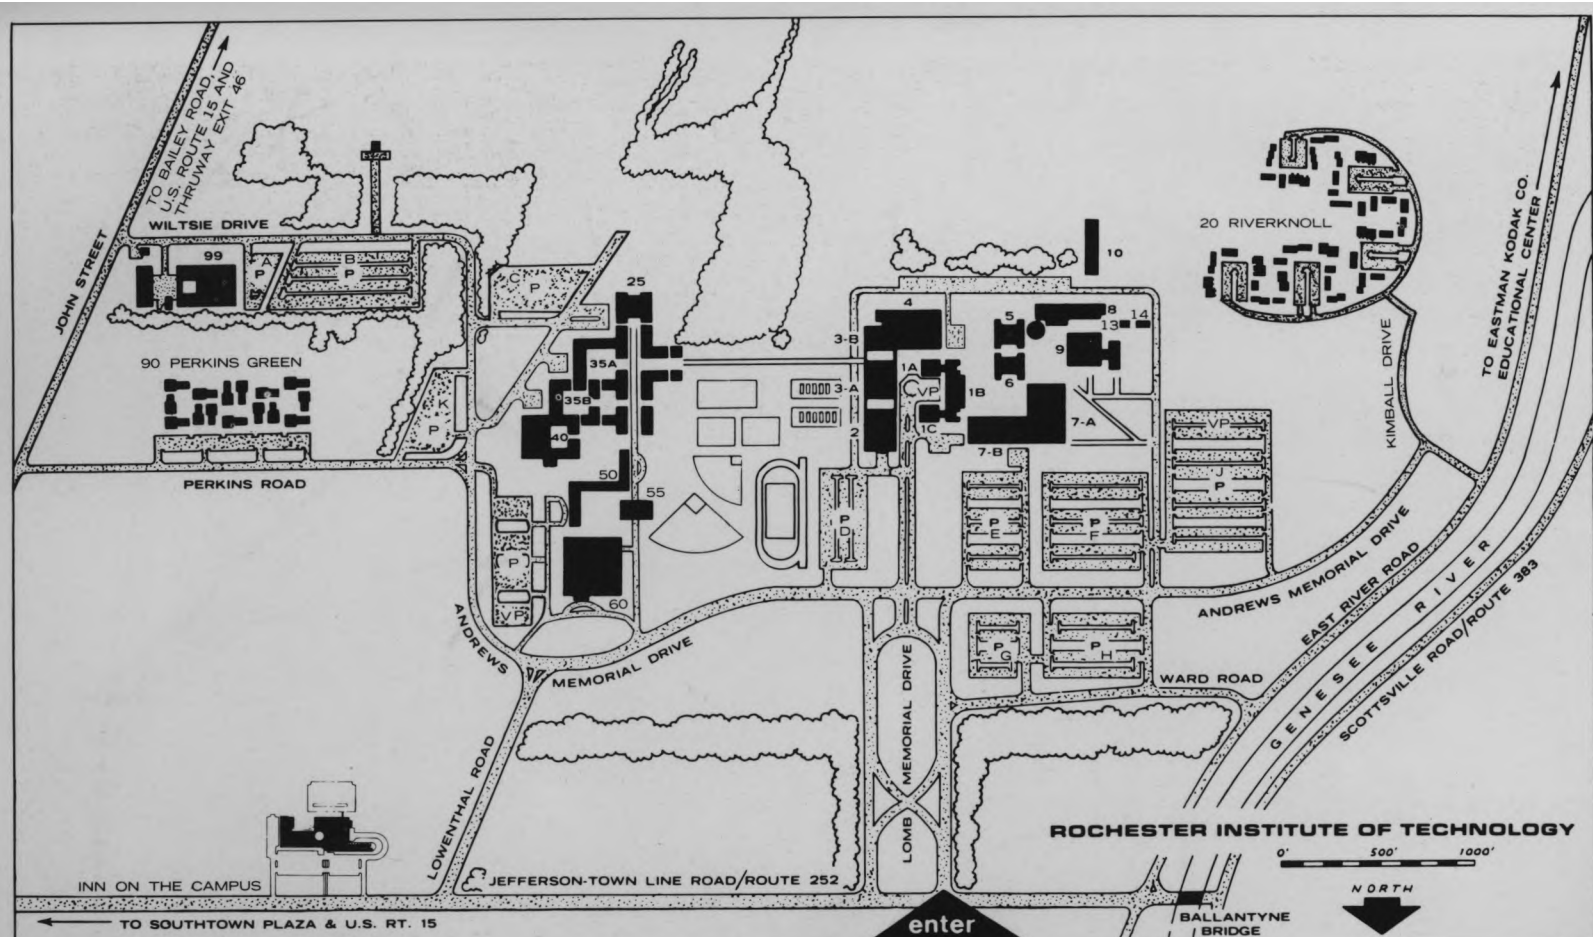 TO BAILEY ROAD,
U.S. ROUTE 15 AND
THRUWAY EXIT 46
WILTSIE DRIVE
JOHN STREET
99
A
P
B
P
C
P
25
90 PERKINS GREEN
K
P
35A
35B
40
PERKINS ROAD
50
55
P
VP
60
ANDREWS
MEMORIAL DRIVE
LOWENTHAL ROAD
INN ON THE CAMPUS
JEFFERSON-TOWN LINE ROAD/ROUTE 252
TO SOUTHTOWN PLAZA & U.S. RT. 15
enter
LOMB MEMORIAL DRIVE
4
3-B
3-A
2
1A
1B
1C
VP
5
6
8
9
10
13
14
7-A
7-B
P
D
P
E
P
F
P
G
P
H
VP
J
P
20 RIVERKNOLL
KIMBALL DRIVE
TO EASTMAN KODAK CO.
EDUCATIONAL CENTER
ANDREWS MEMORIAL DRIVE
EAST RIVER ROAD
GENESEE RIVER
SCOTTSVILLE ROAD/ROUTE 383
WARD ROAD
ROCHESTER INSTITUTE OF TECHNOLOGY
0' 500' 1000'
NORTH
BALLANTYNE
BRIDGE